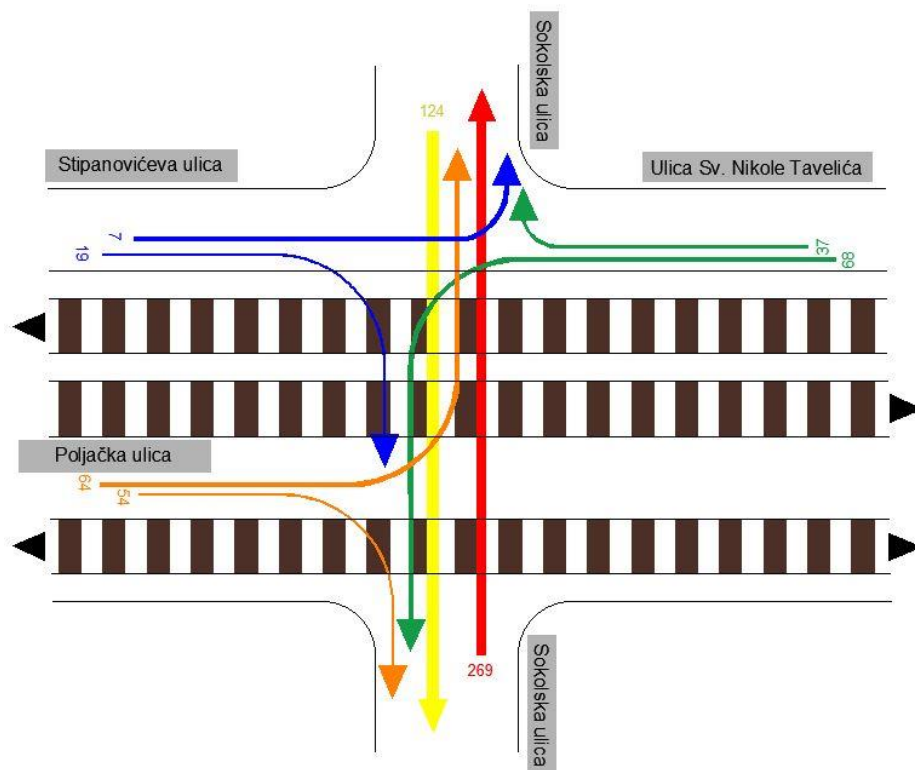 Sokolska ulica
124
Stipanovićeva ulica
Ulica Sv. Nikole Tavelića
7
19
37
68
Poljačka ulica
64
54
269
Sokolska ulica